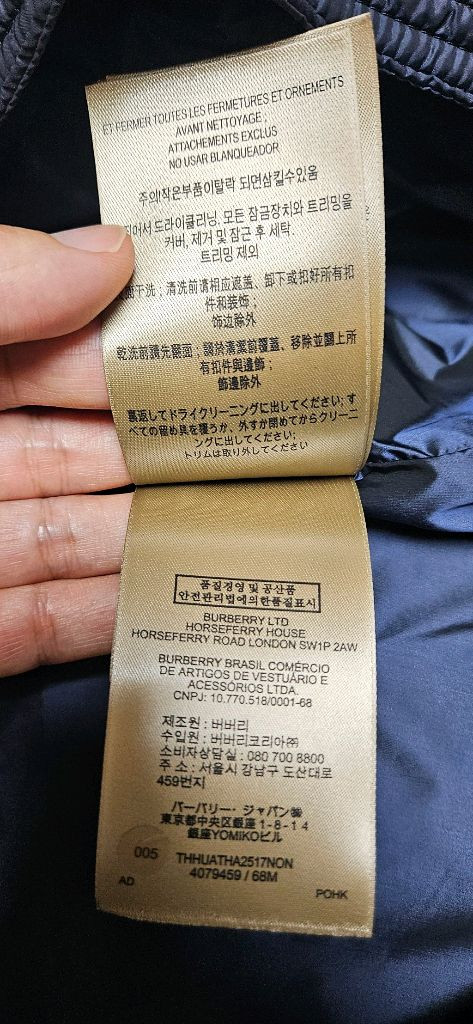 ET FERMER TOUTES LES FERMETURES ET ORNEMENTS
AVANT NETTOYAGE;
ATTACHEMENTS EXCLUS
NO USAR BLANQUEADOR
주의!작은부품이탈락 되면삼킬수있음
드라이클리닝, 모든 잠금장치와 트리밍을
커버, 제거 및 잠근 후 세탁.
트리밍 제외
干洗；清洗前请相应遮盖、卸下或扣好所有扣
件和装饰；
饰边除外
乾洗前請先翻面；請於清潔前覆蓋、移除並關上所
有扣件與邊飾；
飾邊除外
裏返してドライクリーニングに出してください；す
べての留め具を覆うか、外すか閉めてからクリーニ
ングに出してください；
トリムは取り外してください
품질경영 및 공산품
안전관리법에의한품질표시
BURBERRY LTD
HORSEFERRY HOUSE
HORSEFERRY ROAD LONDON SW1P 2AW
BURBERRY BRASIL COMÉRCIO
DE ARTIGOS DE VESTUÁRIO E
ACESSÓRIOS LTDA.
CNPJ: 10.770.518/0001-68
제조원 : 버버리
수입원 : 버버리코리아㈜
소비자상담실 : 080 700 8800
주 소 : 서울시 강남구 도산대로
459번지
バーバリー・ジャパン㈱
東京都中央区銀座1-8-14
銀座YOMIKOビル
005
THHUATHA2517NON
4079459 / 68M
AD
POHK